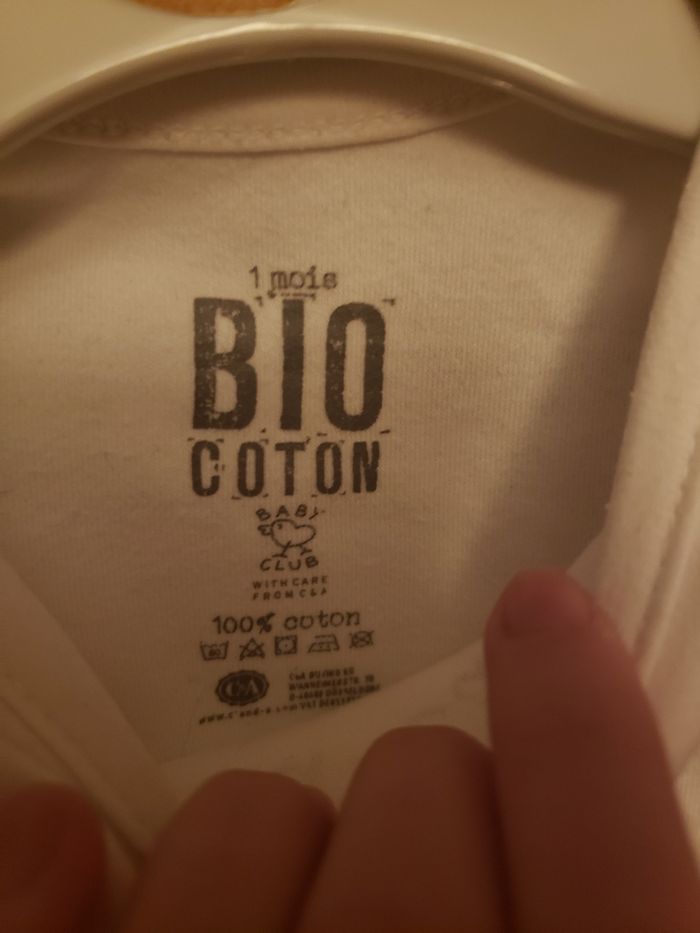 1 mois
BIO
COTON
BABY
CLUB
WITH CARE
FROM C&A
100% coton
C&A